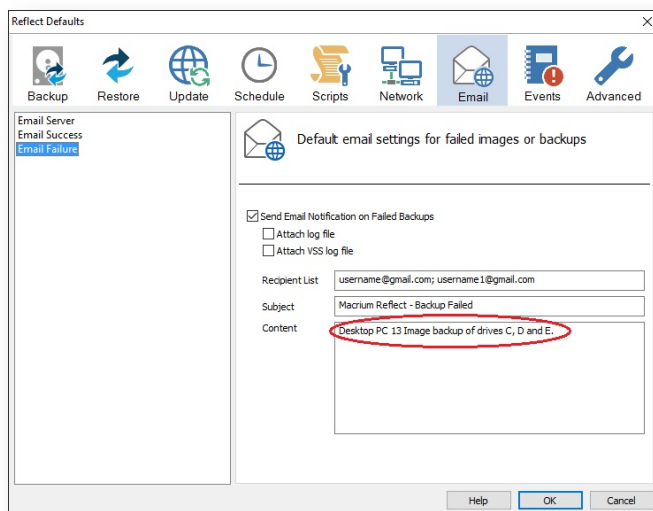 Reflect Defaults
Backup Restore Update Schedule Scripts Network Email Events Advanced
Email Server
Email Success
Email Failure
Default email settings for failed images or backups
Send Email Notification on Failed Backups
Attach log file
Attach VSS log file
Recipient List username@gmail.com; username1@gmail.com
Subject Macrium Reflect - Backup Failed
Content Desktop PC 13 Image backup of drives C, D and E.
Help OK Cancel